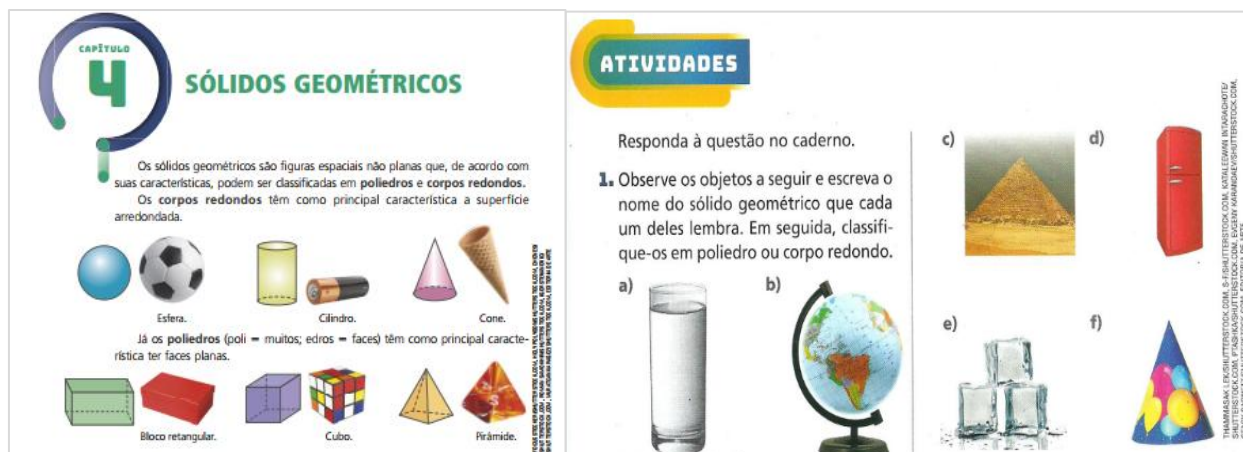 CAPÍTULO
4
SÓLIDOS GEOMÉTRICOS
Os sólidos geométricos são figuras espaciais não planas que, de acordo com
suas características, podem ser classificadas em poliedros e corpos redondos.
Os corpos redondos têm como principal característica a superfície
arredondada.
Esfera.
Cilindro.
Cone.
Já os poliedros (poli = muitos; edros = faces) têm como principal caracte-
rística ter faces planas.
Bloco retangular.
Cubo.
Pirâmide.
ATIVIDADES
Responda à questão no caderno.
1. Observe os objetos a seguir e escreva o
nome do sólido geométrico que cada
um deles lembra. Em seguida, classifi-
que-os em poliedro ou corpo redondo.
a)
b)
c)
d)
e)
f)